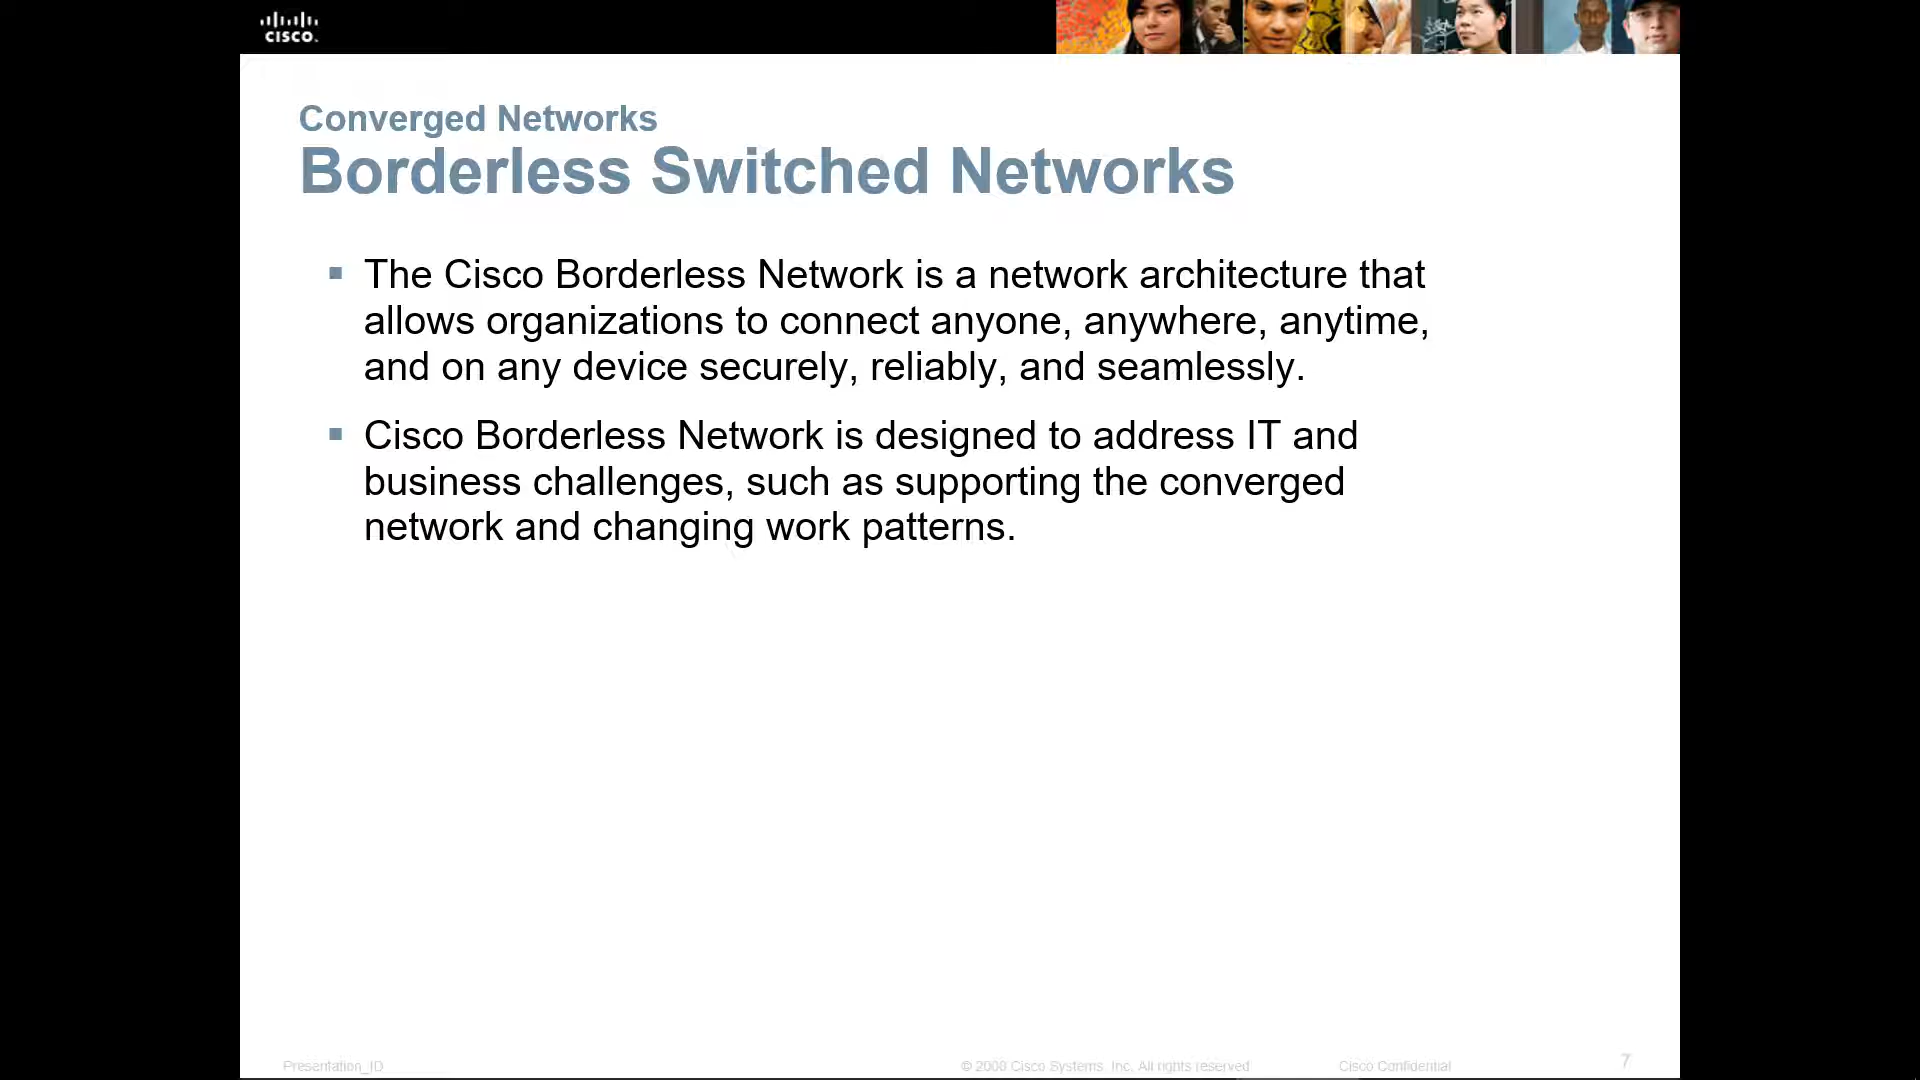 CISCO.
Converged Networks
Borderless Switched Networks
▪ The Cisco Borderless Network is a network architecture that
allows organizations to connect anyone, anywhere, anytime,
and on any device securely, reliably, and seamlessly.
▪ Cisco Borderless Network is designed to address IT and
business challenges, such as supporting the converged
network and changing work patterns.
Presentation_ID © 2008 Cisco Systems, Inc. All rights reserved Cisco Confidential 7